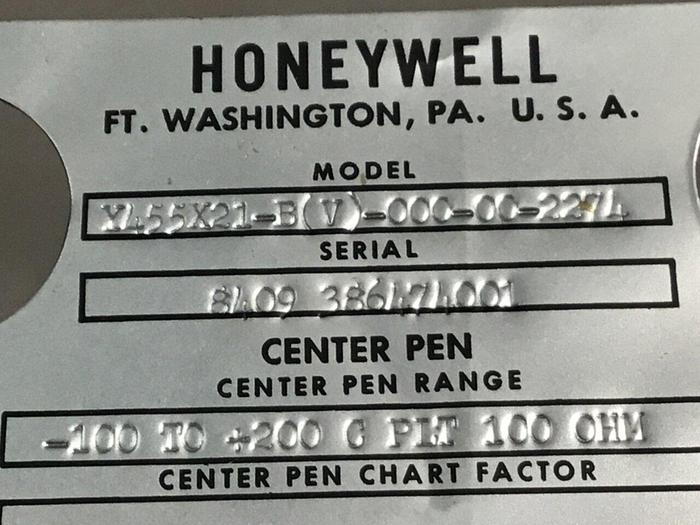 HONEYWELL
FT. WASHINGTON, PA. U. S. A.
MODEL
Y455X21-B(V)-000-00-2274
SERIAL
8409 386474001
CENTER PEN
CENTER PEN RANGE
-100 TO +200 C PLT 100 OHM
CENTER PEN CHART FACTOR